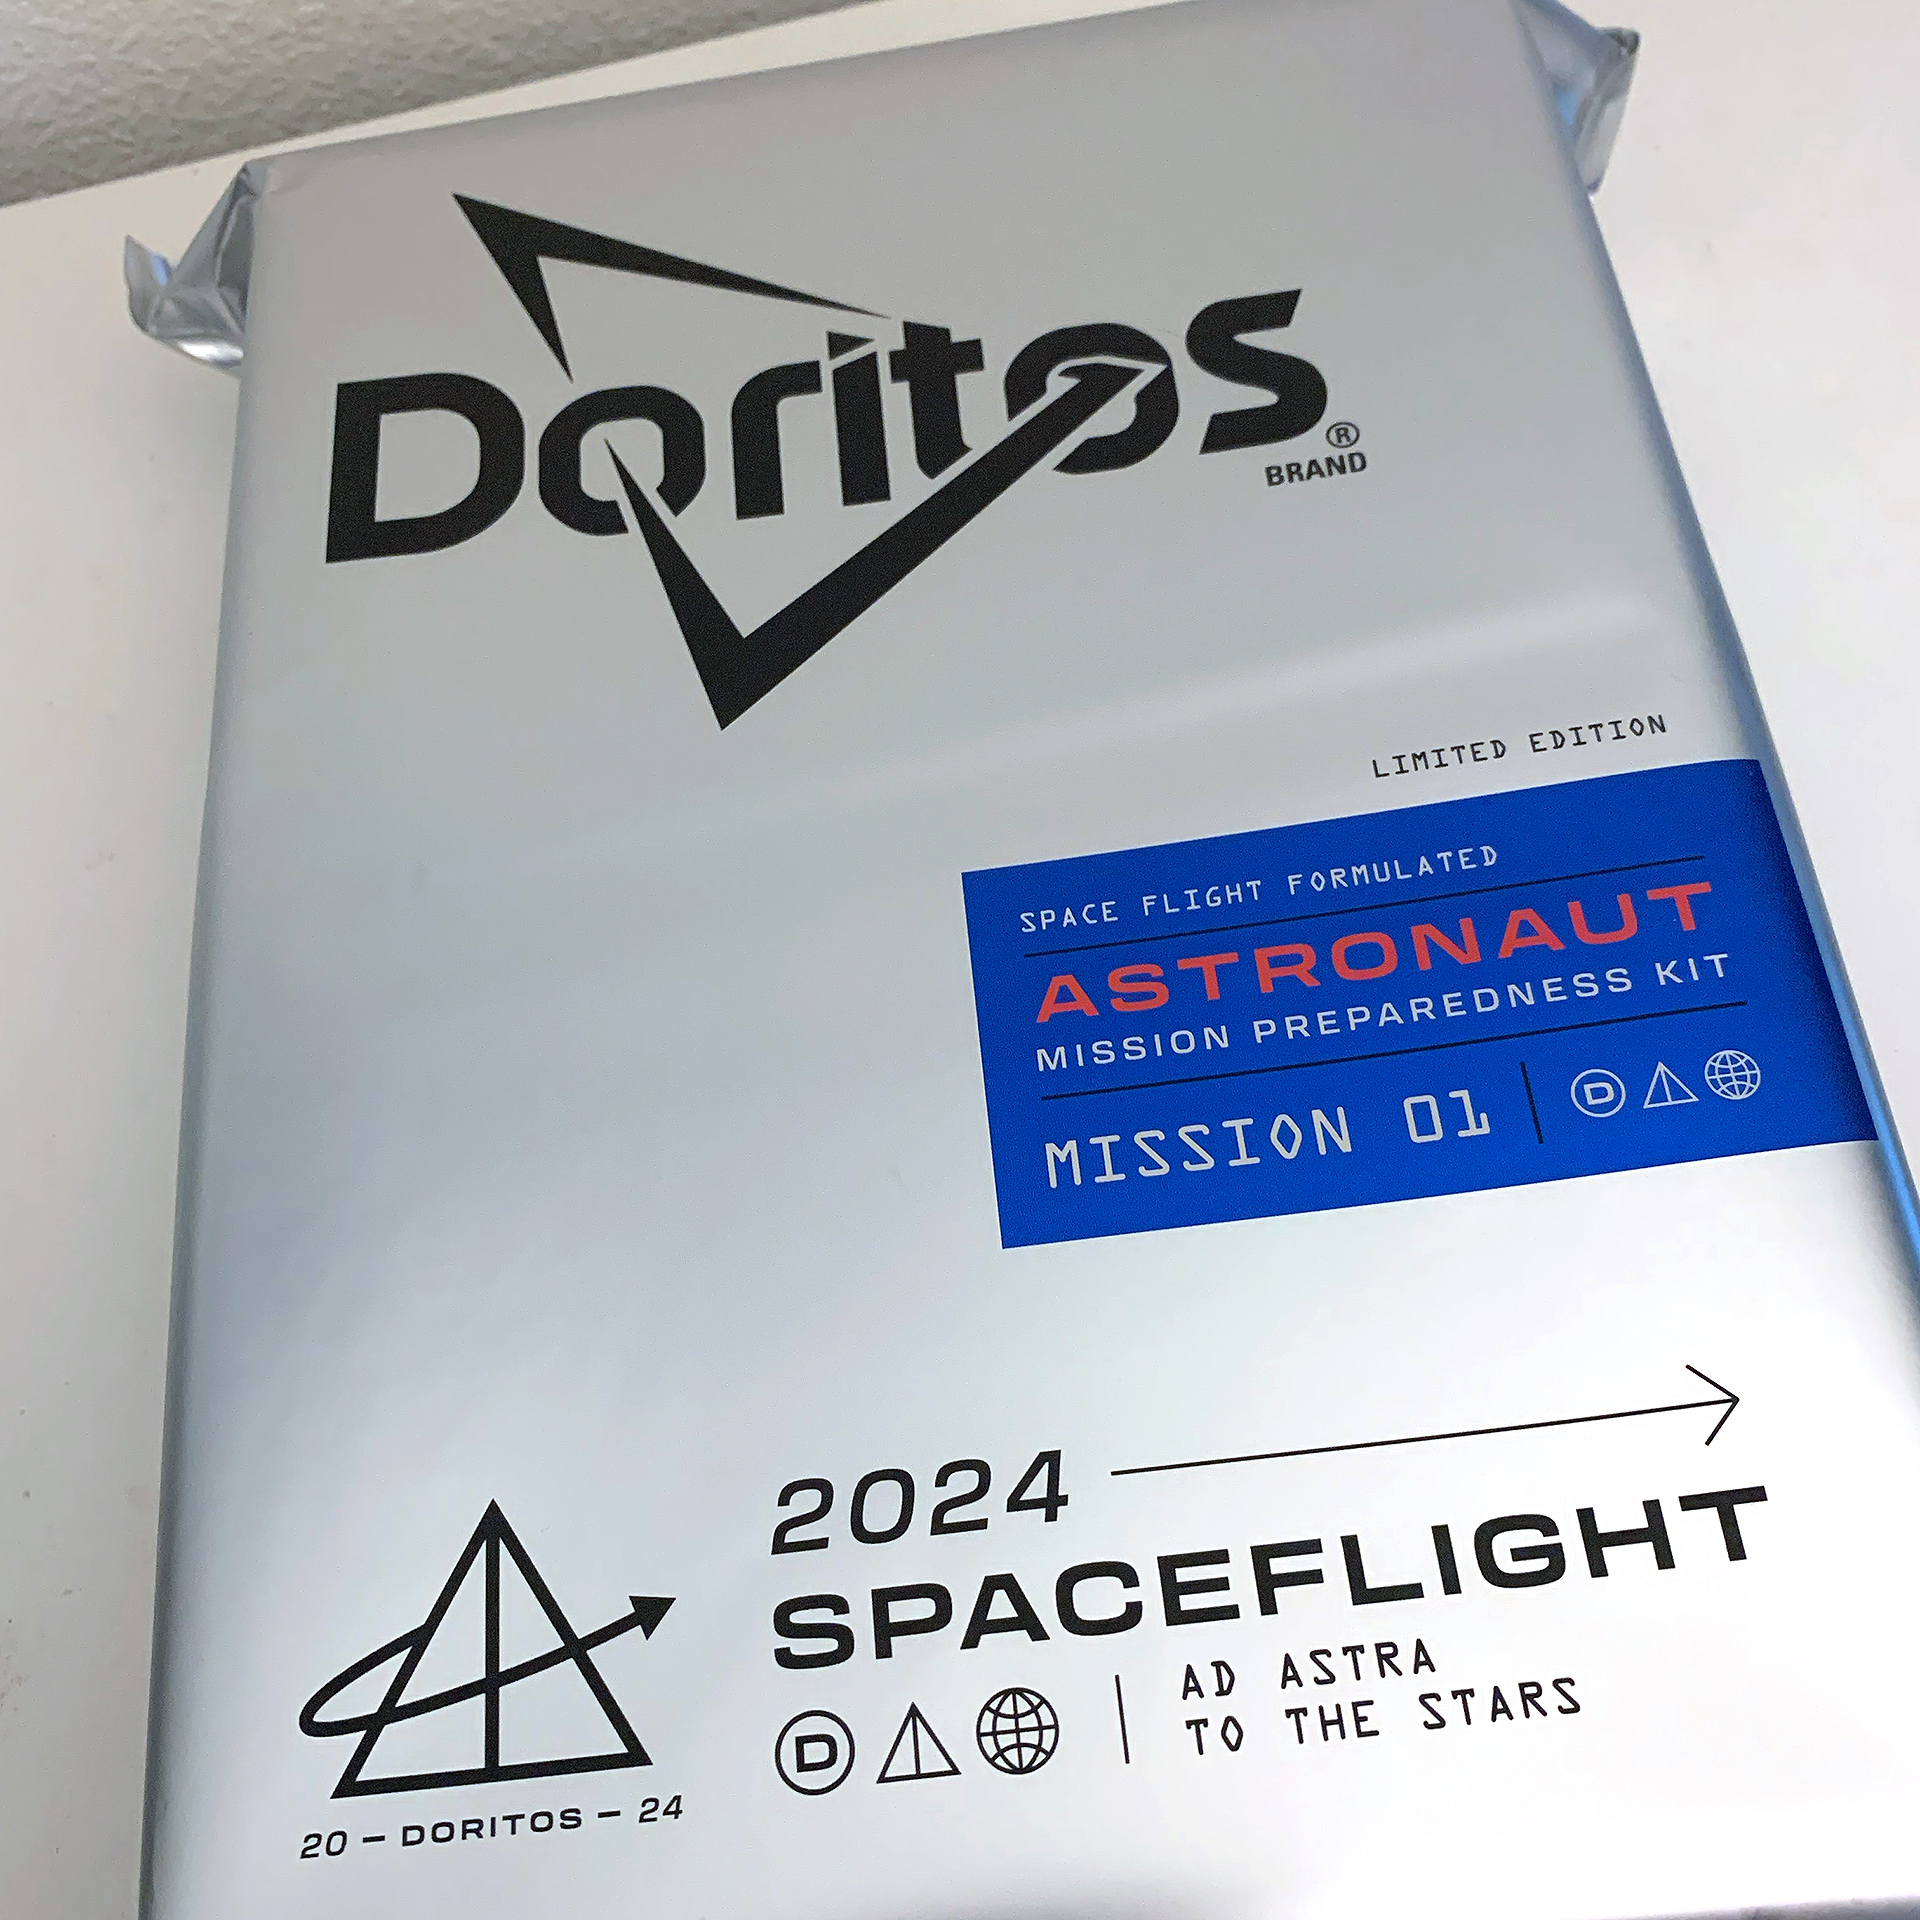 Doritos®
BRAND
LIMITED EDITION
SPACE FLIGHT FORMULATED
ASTRONAUT
MISSION PREPAREDNESS KIT
MISSION 01
D
2024
SPACEFLIGHT
D
AD ASTRA
TO THE STARS
20 – DORITOS – 24